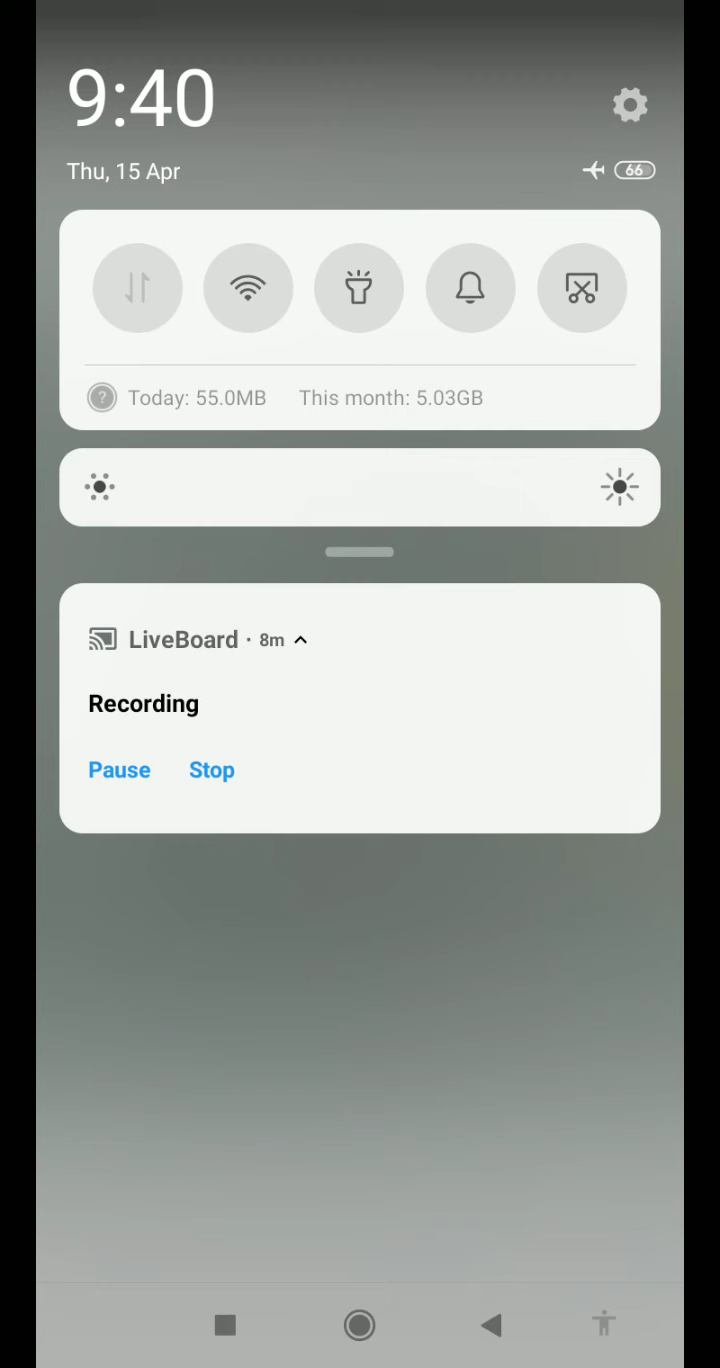 9:40
Thu, 15 Apr
66
Today: 55.0MB This month: 5.03GB
LiveBoard · 8m
Recording
Pause Stop